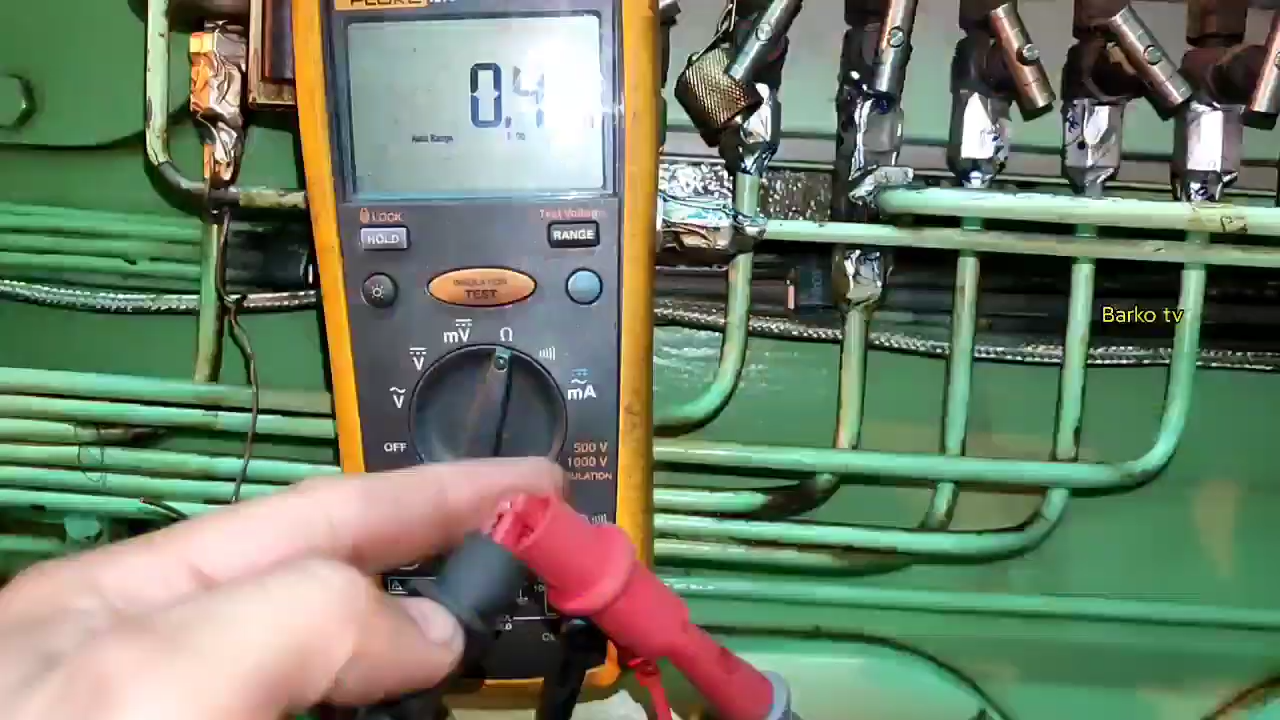 FLUKE
0.4
Auto Range
LOCK
HOLD
Test Voltage
RANGE
INSULATION
TEST
mV
Ω
V
mA
V
OFF
500 V
1000 V
Barko tv